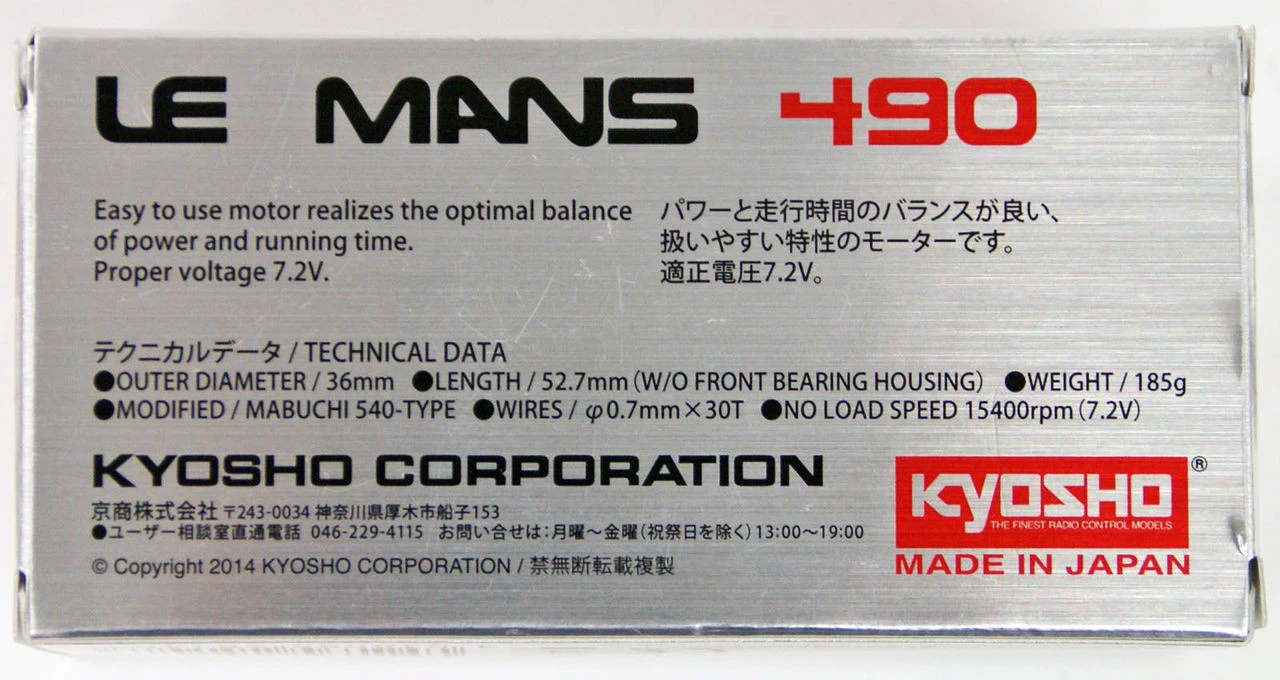 LE MANS 490
Easy to use motor realizes the optimal balance
of power and running time.
Proper voltage 7.2V.
パワーと走行時間のバランスが良い、
扱いやすい特性のモーターです。
適正電圧7.2V。
テクニカルデータ / TECHNICAL DATA
●OUTER DIAMETER / 36mm ●LENGTH / 52.7mm (W/O FRONT BEARING HOUSING) ●WEIGHT / 185g
●MODIFIED / MABUCHI 540-TYPE ●WIRES / φ0.7mm×30T ●NO LOAD SPEED 15400rpm (7.2V)
KYOSHO CORPORATION
京商株式会社 〒243-0034 神奈川県厚木市船子153
●ユーザー相談室直通電話 046-229-4115 お問い合せは：月曜～金曜(祝祭日を除く)13:00～19:00
© Copyright 2014 KYOSHO CORPORATION / 禁無断転載複製
KYOSHO ®
THE FINEST RADIO CONTROL MODELS
MADE IN JAPAN